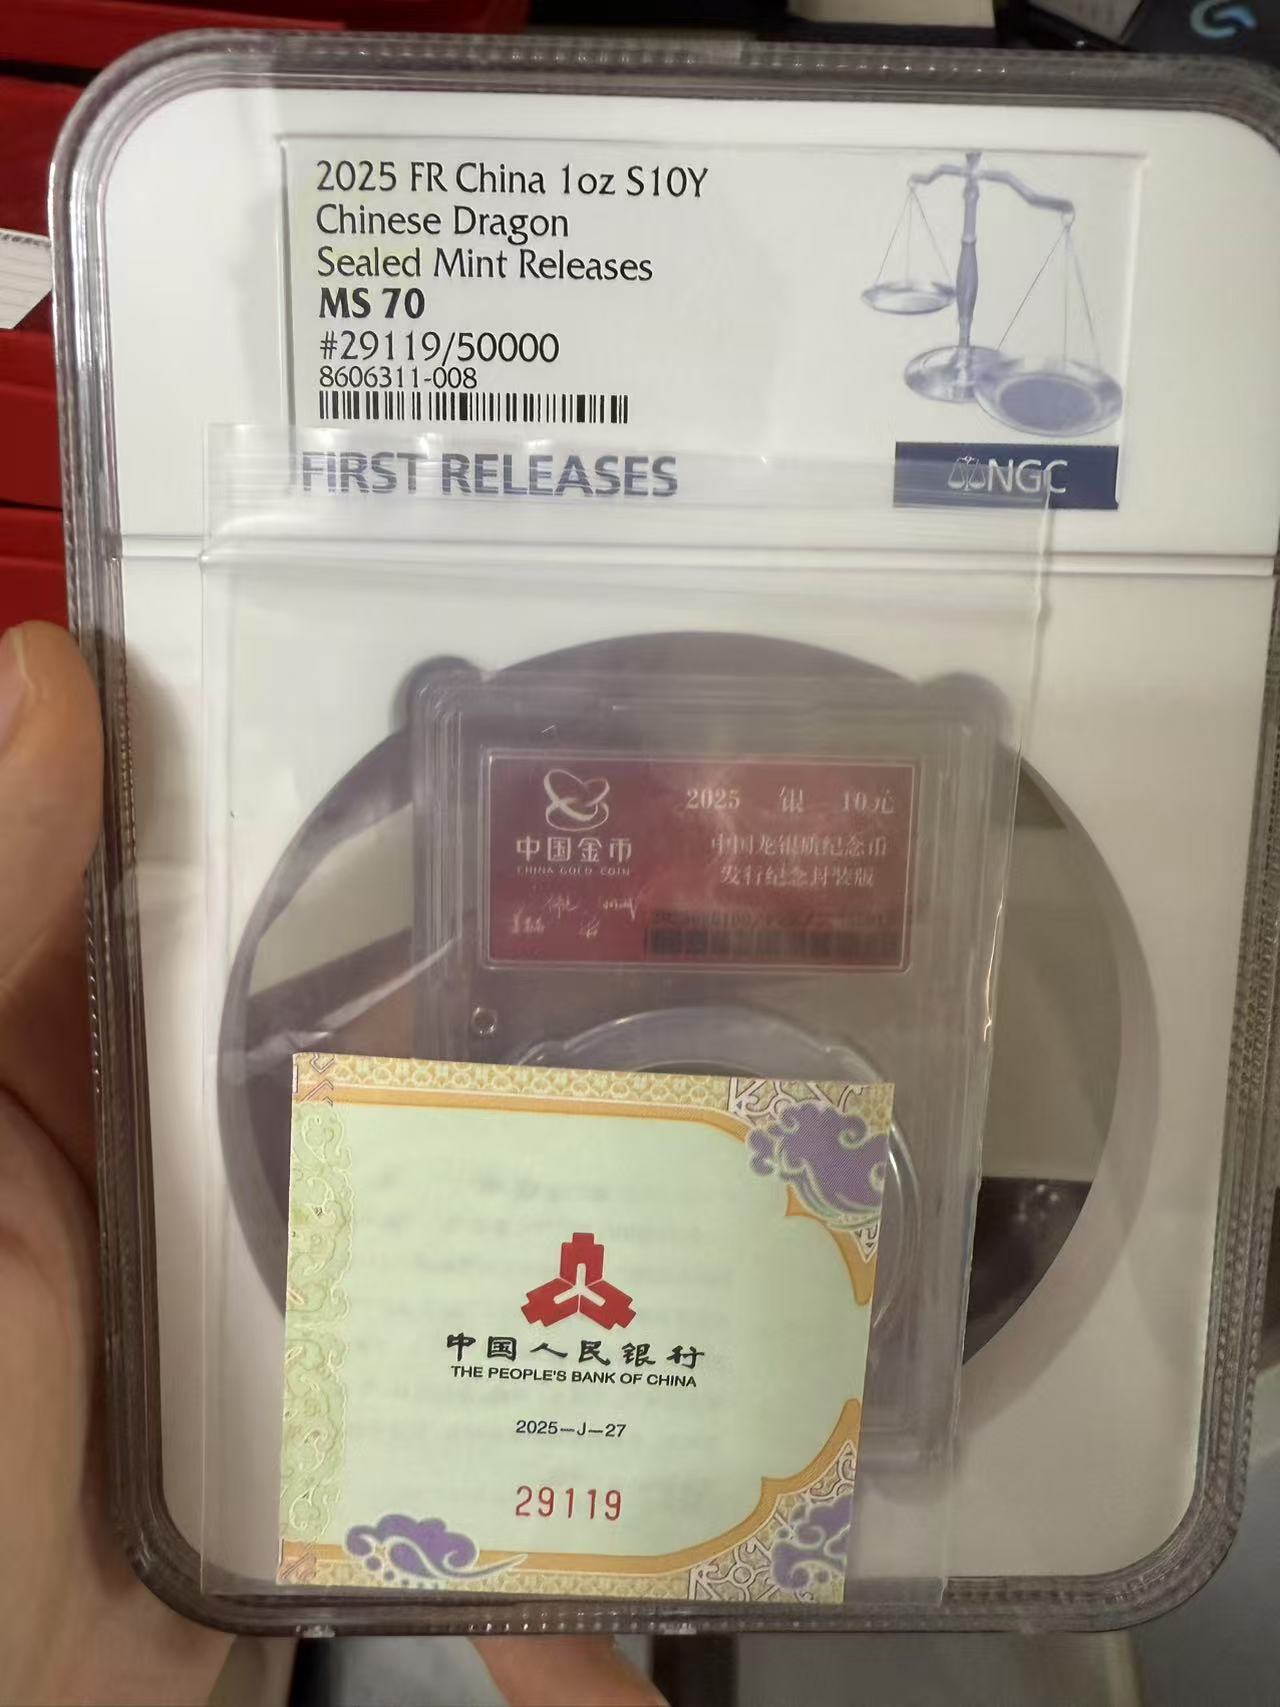 2025 FR China 1oz S10Y
Chinese Dragon
Sealed Mint Releases
MS 70
#29119/50000
8606311-008
FIRST RELEASES
NGC
中国金币
CHINA GOLD COIN
2025 银 10元
中国龙银质纪念币
发行纪念封装版
中国人民银行
THE PEOPLE'S BANK OF CHINA
2025-J-27
29119